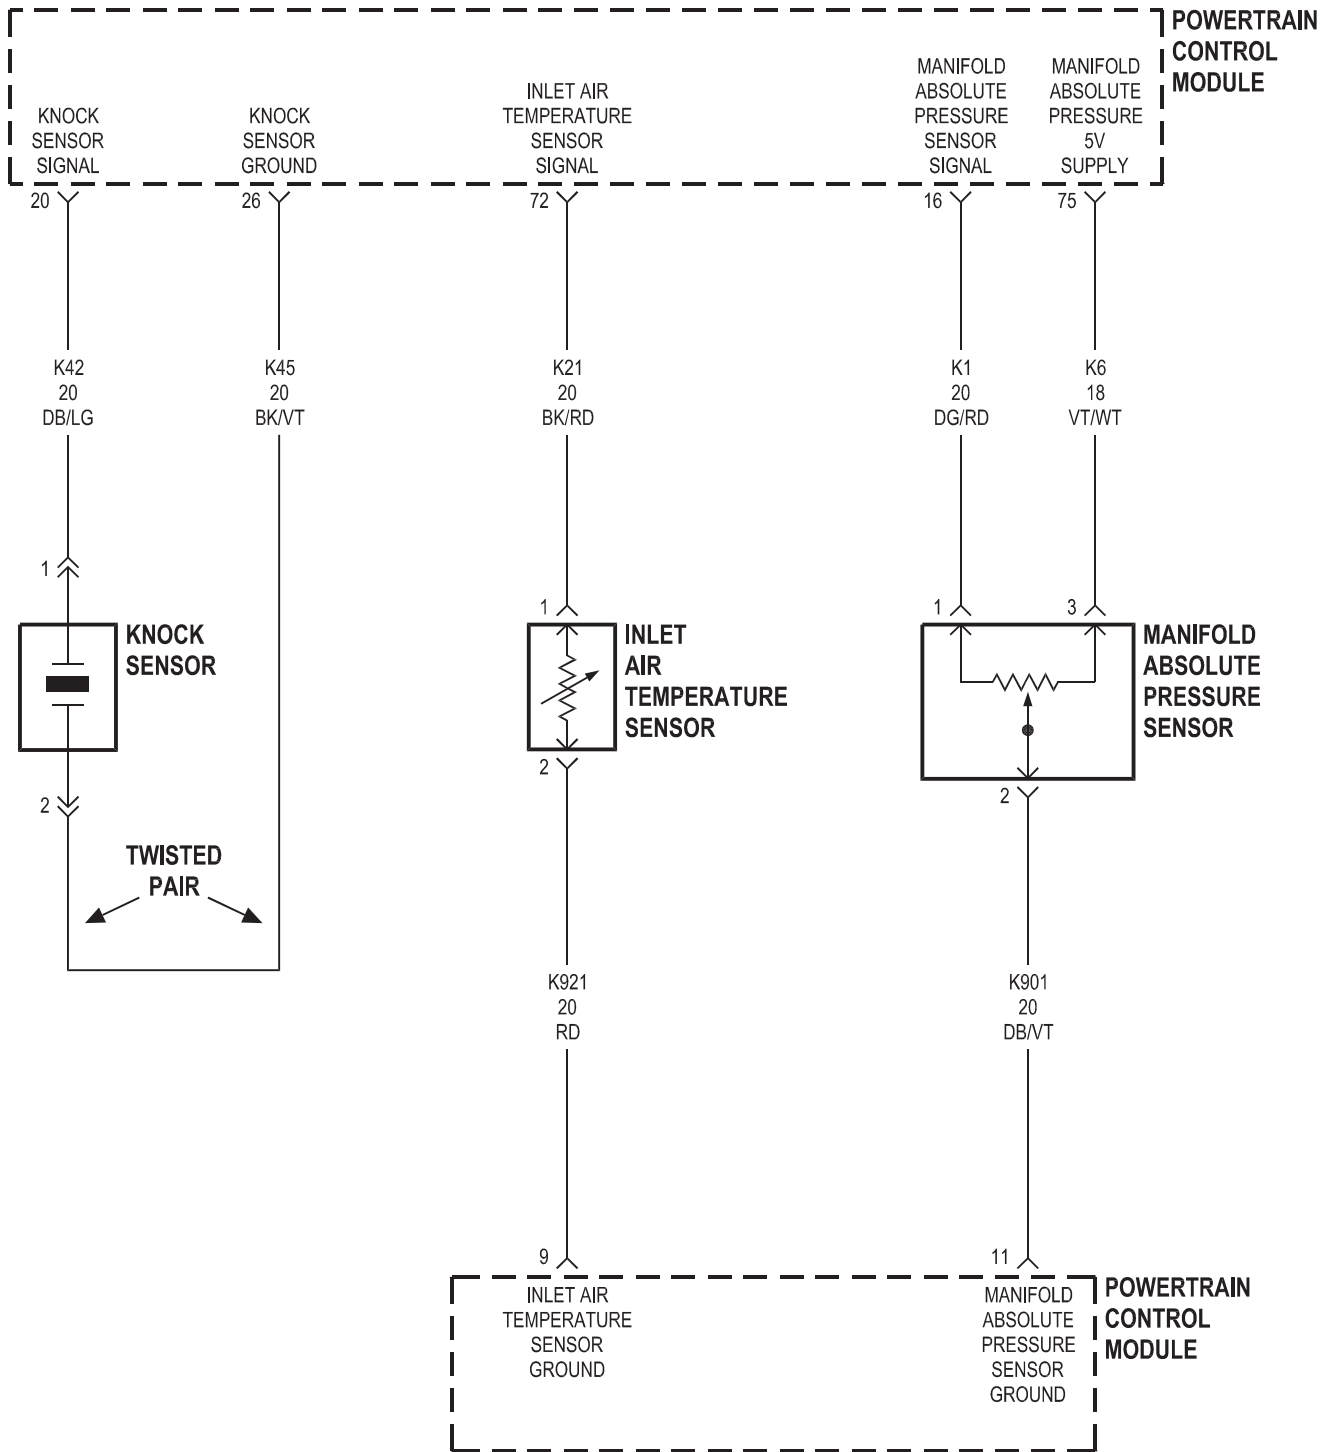 POWERTRAIN
CONTROL
MODULE
KNOCK
SENSOR
SIGNAL
KNOCK
SENSOR
GROUND
INLET AIR
TEMPERATURE
SENSOR
SIGNAL
MANIFOLD
ABSOLUTE
PRESSURE
SENSOR
SIGNAL
MANIFOLD
ABSOLUTE
PRESSURE
5V
SUPPLY
20
26
72
16
75
K42
20
DB/LG
K45
20
BK/VT
K21
20
BK/RD
K1
20
DG/RD
K6
18
VT/WT
1
KNOCK
SENSOR
2
TWISTED
PAIR
1
INLET
AIR
TEMPERATURE
SENSOR
2
1
3
MANIFOLD
ABSOLUTE
PRESSURE
SENSOR
2
K921
20
RD
K901
20
DB/VT
9
11
INLET AIR
TEMPERATURE
SENSOR
GROUND
MANIFOLD
ABSOLUTE
PRESSURE
SENSOR
GROUND
POWERTRAIN
CONTROL
MODULE